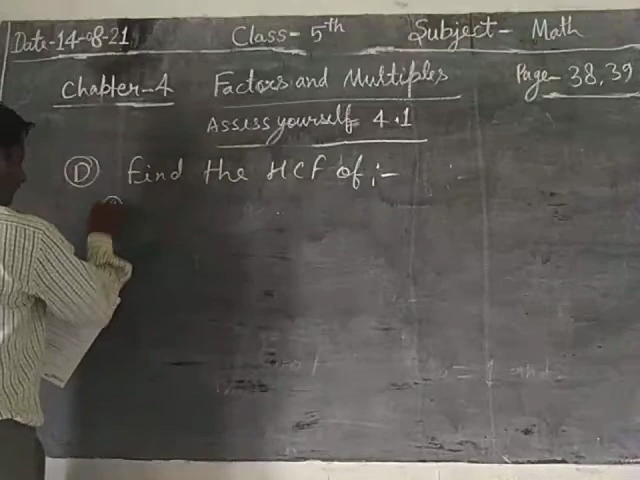 Date-14-08-21 Class-5th Subject- Math
Chapter-4 Factors and Multiples Page-38,39
Assess yourself 4.1
D Find the HCF of :-